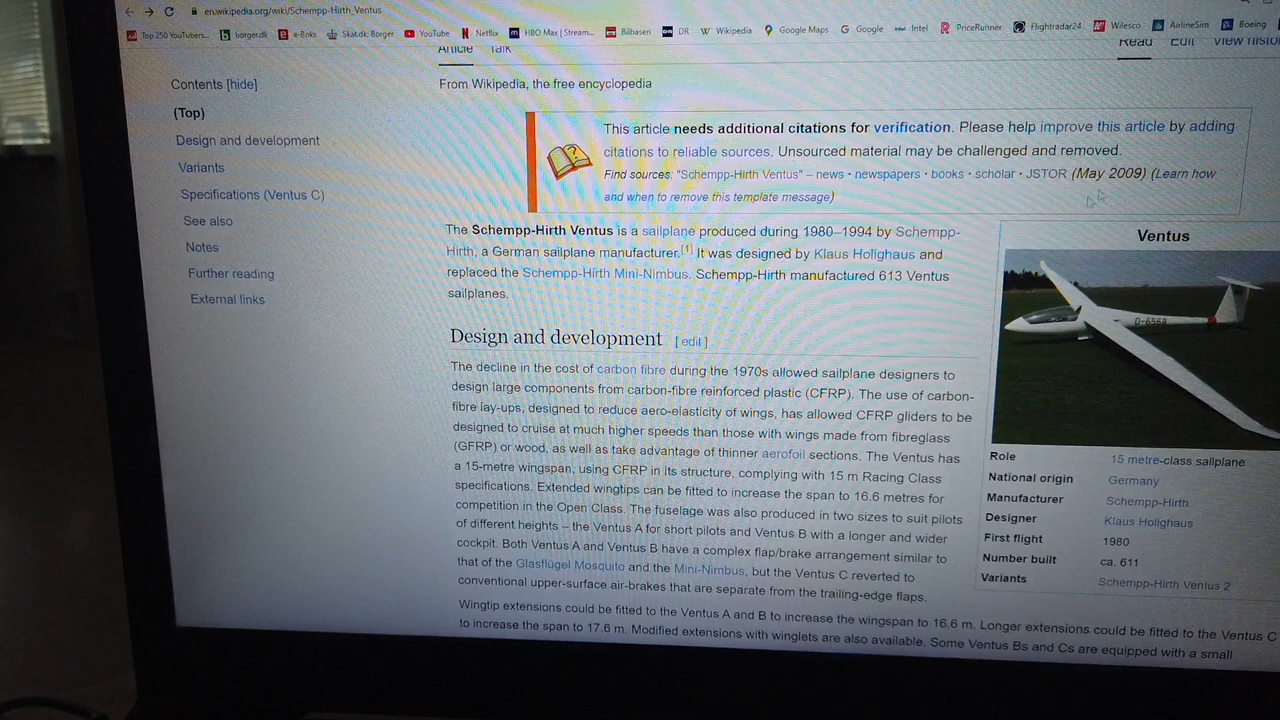 en.wikipedia.org/wiki/Schempp-Hirth_Ventus
Top 250 YouTubers... borger.dk e-Boks Skat.dk: Borger YouTube Netflix HBO Max | Stream... Bilbasen DR Wikipedia Google Maps Google Intel PriceRunner Flightradar24 Wilesco AirlineSim Boeing
Article Talk Read Edit View histo
Contents [hide]
(Top)
Design and development
Variants
Specifications (Ventus C)
See also
Notes
Further reading
External links
From Wikipedia, the free encyclopedia
This article needs additional citations for verification. Please help improve this article by adding
citations to reliable sources. Unsourced material may be challenged and removed.
Find sources: "Schempp-Hirth Ventus" – news · newspapers · books · scholar · JSTOR (May 2009) (Learn how
and when to remove this template message)
The Schempp-Hirth Ventus is a sailplane produced during 1980–1994 by Schempp-
Hirth, a German sailplane manufacturer.[1] It was designed by Klaus Holighaus and
replaced the Schempp-Hirth Mini-Nimbus. Schempp-Hirth manufactured 613 Ventus
sailplanes.
Design and development [ edit ]
The decline in the cost of carbon fibre during the 1970s allowed sailplane designers to
design large components from carbon-fibre reinforced plastic (CFRP). The use of carbon-
fibre lay-ups, designed to reduce aero-elasticity of wings, has allowed CFRP gliders to be
designed to cruise at much higher speeds than those with wings made from fibreglass
(GFRP) or wood, as well as take advantage of thinner aerofoil sections. The Ventus has
a 15-metre wingspan, using CFRP in its structure, complying with 15 m Racing Class
specifications. Extended wingtips can be fitted to increase the span to 16.6 metres for
competition in the Open Class. The fuselage was also produced in two sizes to suit pilots
of different heights – the Ventus A for short pilots and Ventus B with a longer and wider
cockpit. Both Ventus A and Ventus B have a complex flap/brake arrangement similar to
that of the Glasflügel Mosquito and the Mini-Nimbus, but the Ventus C reverted to
conventional upper-surface air-brakes that are separate from the trailing-edge flaps.
Wingtip extensions could be fitted to the Ventus A and B to increase the wingspan to 16.6 m. Longer extensions could be fitted to the Ventus C
to increase the span to 17.6 m. Modified extensions with winglets are also available. Some Ventus Bs and Cs are equipped with a small
Ventus
D-6568
Role 15 metre-class sailplane
National origin Germany
Manufacturer Schempp-Hirth
Designer Klaus Holighaus
First flight 1980
Number built ca. 611
Variants Schempp-Hirth Ventus 2